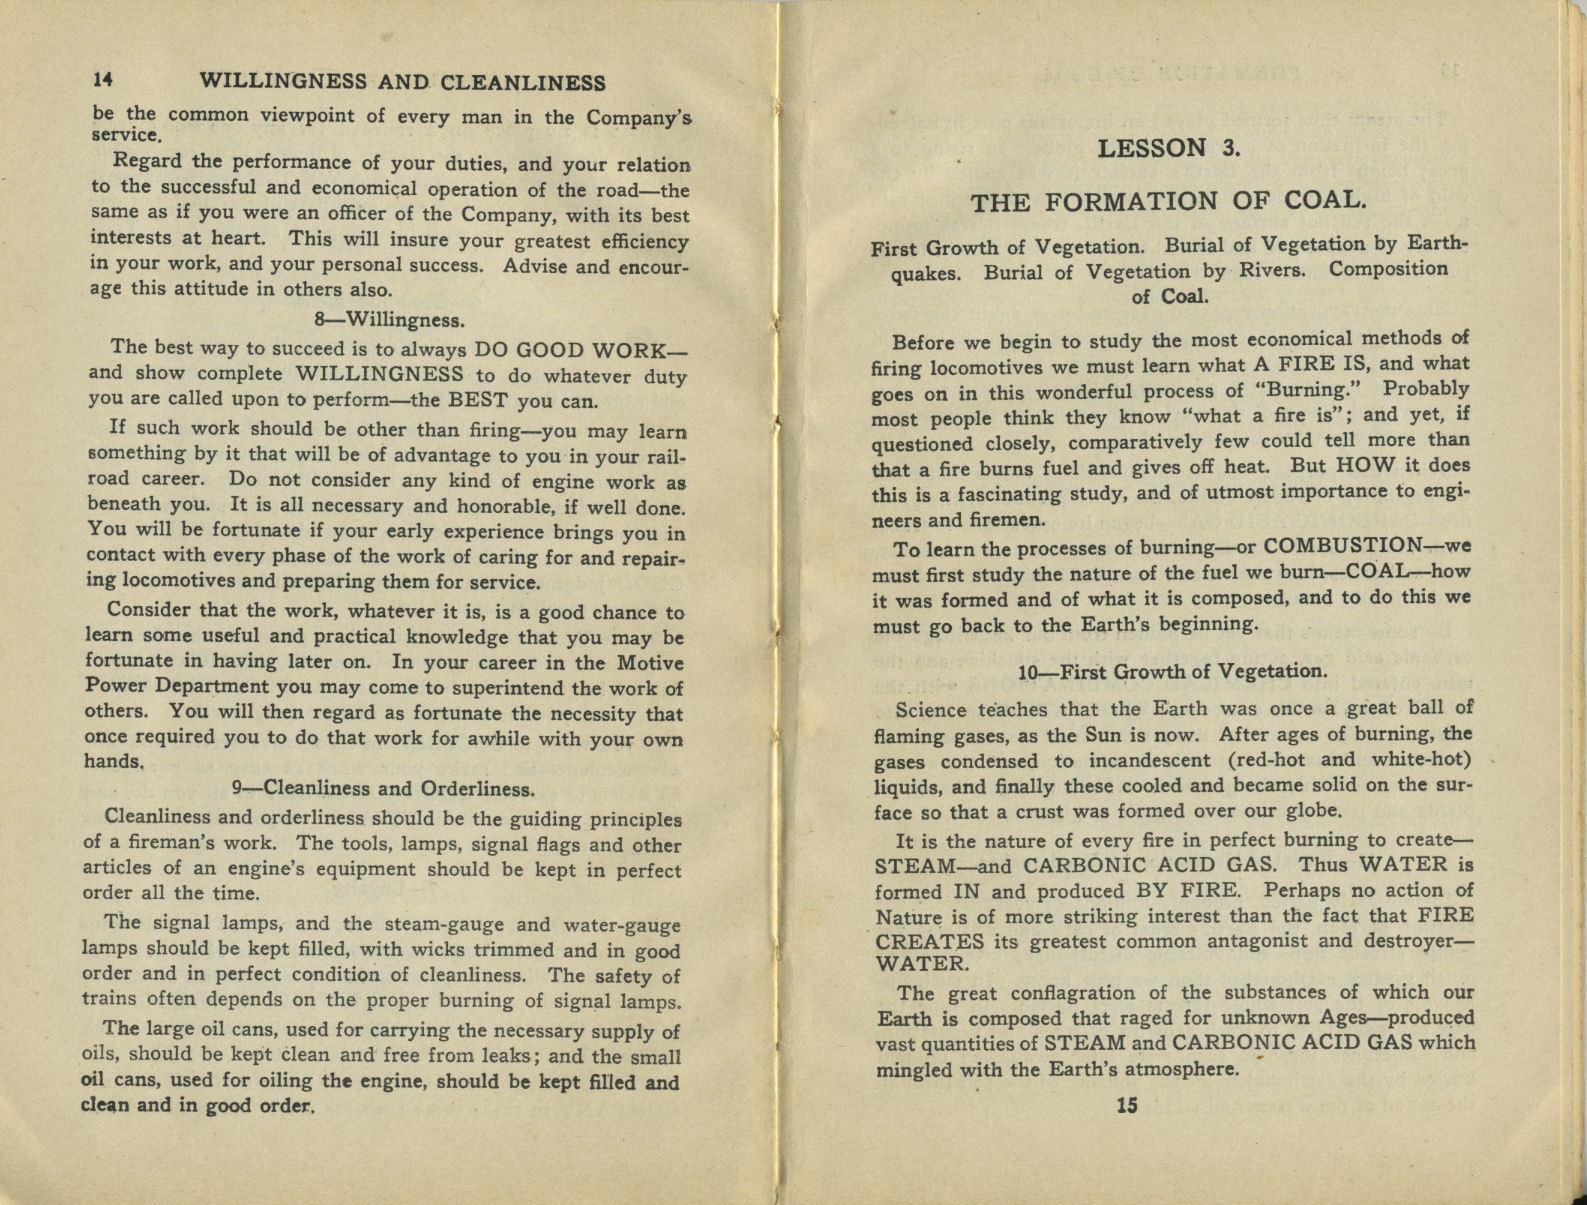 14 WILLINGNESS AND CLEANLINESS
be the common viewpoint of every man in the Company's
service.
Regard the performance of your duties, and your relation
to the successful and economical operation of the road—the
same as if you were an officer of the Company, with its best
interests at heart. This will insure your greatest efficiency
in your work, and your personal success. Advise and encour-
age this attitude in others also.
8—Willingness.
The best way to succeed is to always DO GOOD WORK—
and show complete WILLINGNESS to do whatever duty
you are called upon to perform—the BEST you can.
If such work should be other than firing—you may learn
something by it that will be of advantage to you in your rail-
road career. Do not consider any kind of engine work as
beneath you. It is all necessary and honorable, if well done.
You will be fortunate if your early experience brings you in
contact with every phase of the work of caring for and repair-
ing locomotives and preparing them for service.
Consider that the work, whatever it is, is a good chance to
learn some useful and practical knowledge that you may be
fortunate in having later on. In your career in the Motive
Power Department you may come to superintend the work of
others. You will then regard as fortunate the necessity that
once required you to do that work for awhile with your own
hands.
9—Cleanliness and Orderliness.
Cleanliness and orderliness should be the guiding principles
of a fireman's work. The tools, lamps, signal flags and other
articles of an engine's equipment should be kept in perfect
order all the time.
The signal lamps, and the steam-gauge and water-gauge
lamps should be kept filled, with wicks trimmed and in good
order and in perfect condition of cleanliness. The safety of
trains often depends on the proper burning of signal lamps.
The large oil cans, used for carrying the necessary supply of
oils, should be kept clean and free from leaks; and the small
oil cans, used for oiling the engine, should be kept filled and
clean and in good order.
LESSON 3.
THE FORMATION OF COAL.
First Growth of Vegetation. Burial of Vegetation by Earth-
quakes. Burial of Vegetation by Rivers. Composition
of Coal.
Before we begin to study the most economical methods of
firing locomotives we must learn what A FIRE IS, and what
goes on in this wonderful process of "Burning." Probably
most people think they know "what a fire is"; and yet, if
questioned closely, comparatively few could tell more than
that a fire burns fuel and gives off heat. But HOW it does
this is a fascinating study, and of utmost importance to engi-
neers and firemen.
To learn the processes of burning—or COMBUSTION—we
must first study the nature of the fuel we burn—COAL—how
it was formed and of what it is composed, and to do this we
must go back to the Earth's beginning.
10—First Growth of Vegetation.
Science teaches that the Earth was once a great ball of
flaming gases, as the Sun is now. After ages of burning, the
gases condensed to incandescent (red-hot and white-hot)
liquids, and finally these cooled and became solid on the sur-
face so that a crust was formed over our globe.
It is the nature of every fire in perfect burning to create—
STEAM—and CARBONIC ACID GAS. Thus WATER is
formed IN and produced BY FIRE. Perhaps no action of
Nature is of more striking interest than the fact that FIRE
CREATES its greatest common antagonist and destroyer—
WATER.
The great conflagration of the substances of which our
Earth is composed that raged for unknown Ages—produced
vast quantities of STEAM and CARBONIC ACID GAS which
mingled with the Earth's atmosphere.
15